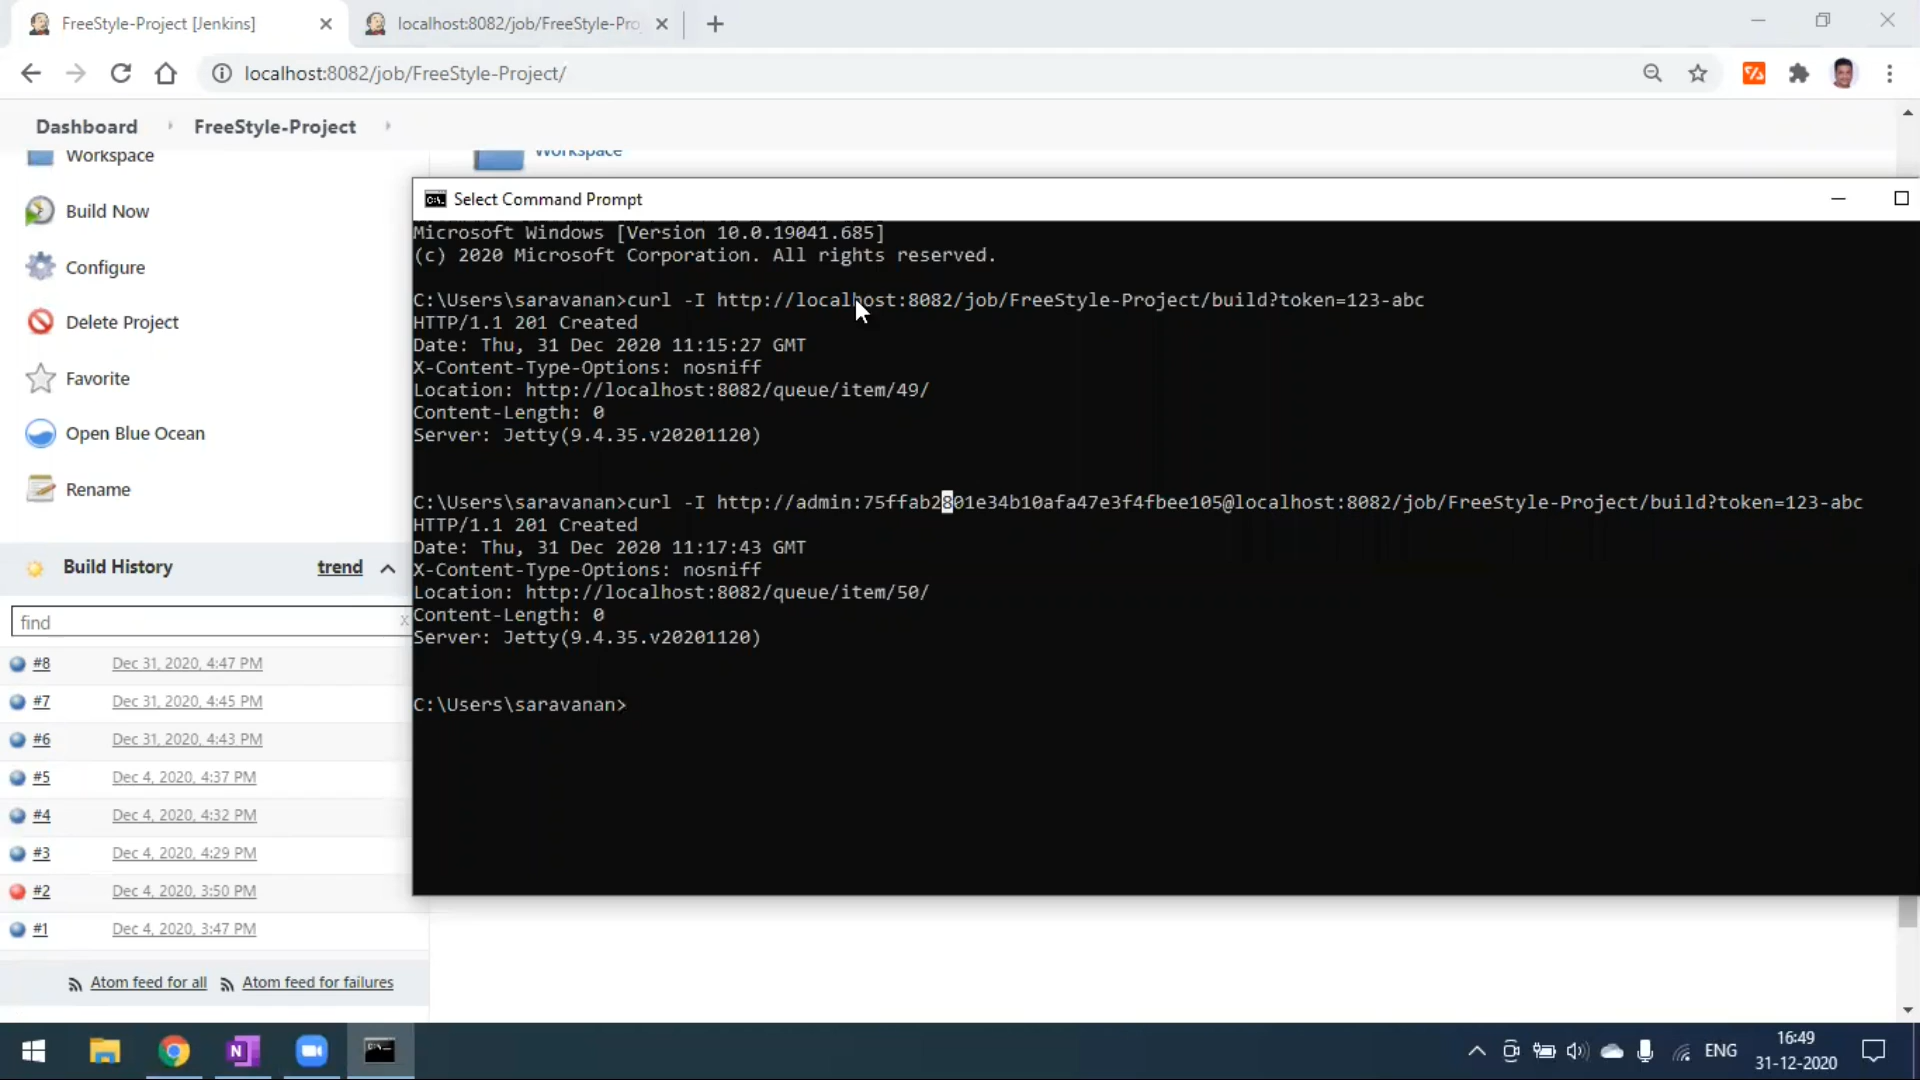 FreeStyle-Project [Jenkins]
localhost:8082/job/FreeStyle-Pro
localhost:8082/job/FreeStyle-Project/
Dashboard
FreeStyle-Project
Workspace
Workspace
Build Now
Configure
Delete Project
Favorite
Open Blue Ocean
Rename
Build History
trend
find
X
#8 Dec 31, 2020, 4:47 PM
#7 Dec 31, 2020, 4:45 PM
#6 Dec 31, 2020, 4:43 PM
#5 Dec 4, 2020, 4:37 PM
#4 Dec 4, 2020, 4:32 PM
#3 Dec 4, 2020, 4:29 PM
#2 Dec 4, 2020, 3:50 PM
#1 Dec 4, 2020, 3:47 PM
Atom feed for all
Atom feed for failures
Select Command Prompt
Microsoft Windows [Version 10.0.19041.685]
(c) 2020 Microsoft Corporation. All rights reserved.
C:\Users\saravanan>curl -I http://localhost:8082/job/FreeStyle-Project/build?token=123-abc
HTTP/1.1 201 Created
Date: Thu, 31 Dec 2020 11:15:27 GMT
X-Content-Type-Options: nosniff
Location: http://localhost:8082/queue/item/49/
Content-Length: 0
Server: Jetty(9.4.35.v20201120)
C:\Users\saravanan>curl -I http://admin:75ffab2801e34b10afa47e3f4fbee105@localhost:8082/job/FreeStyle-Project/build?token=123-abc
HTTP/1.1 201 Created
Date: Thu, 31 Dec 2020 11:17:43 GMT
X-Content-Type-Options: nosniff
Location: http://localhost:8082/queue/item/50/
Content-Length: 0
Server: Jetty(9.4.35.v20201120)
C:\Users\saravanan>
ENG
16:49
31-12-2020